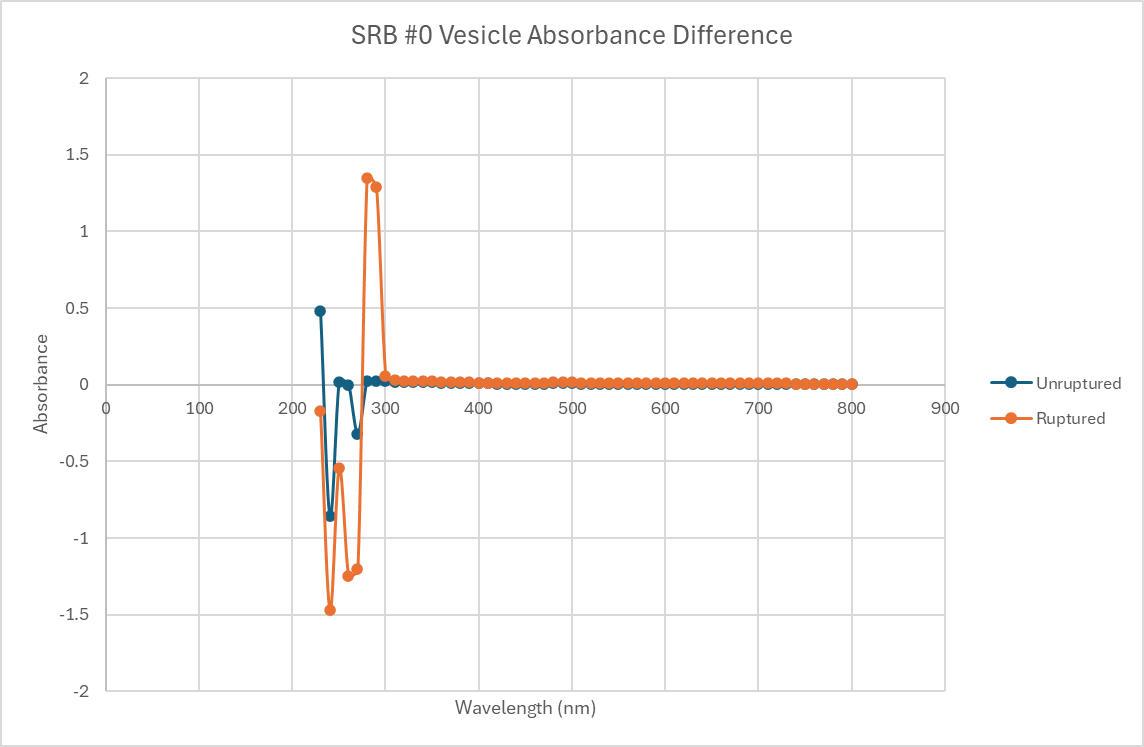 SRB #0 Vesicle Absorbance Difference
2
1.5
1
0.5
0
-0.5
-1
-1.5
-2
0 100 200 300 400 500 600 700 800 900
Absorbance
Wavelength (nm)
Unruptured
Ruptured